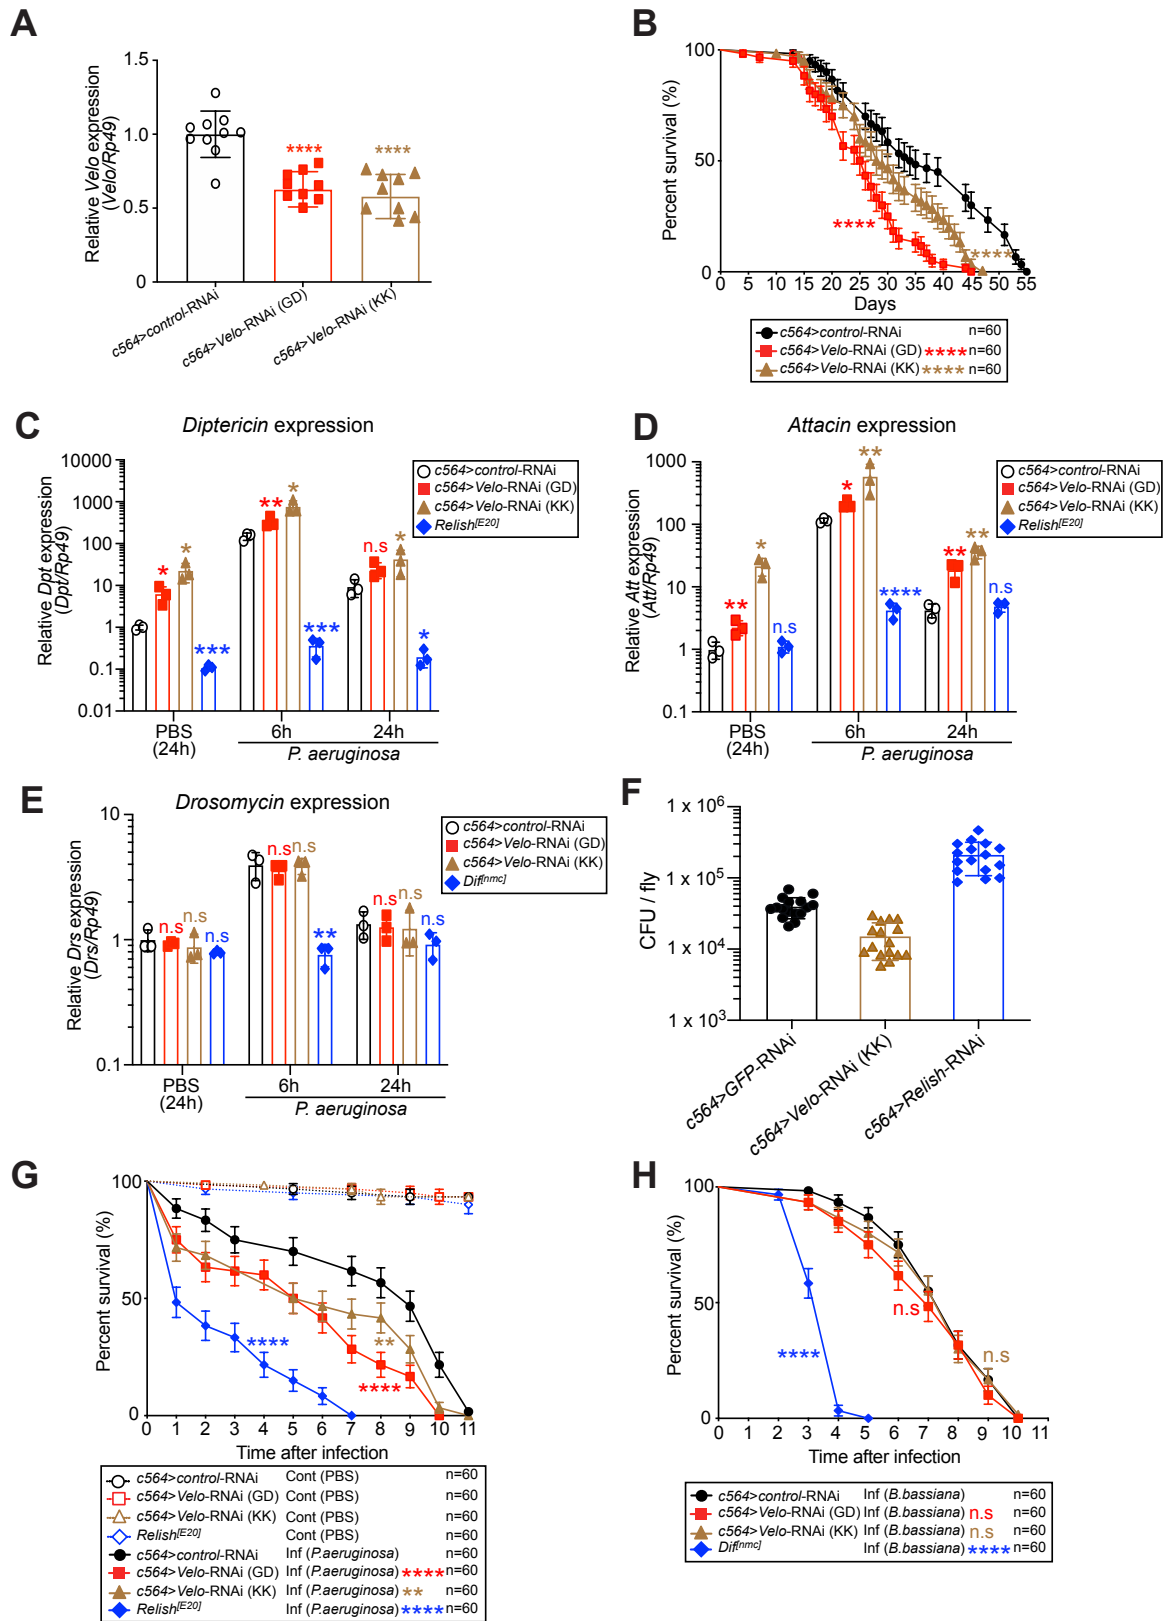 A
Relative Velo expression
(Velo/Rp49)
1.5
1.0
0.5
0
****
****
c564>control-RNAi
c564>Velo-RNAi (GD)
c564>Velo-RNAi (KK)
B
Percent survival (%)
100
50
0
****
****
0 5 10 15 20 25 30 35 40 45 50 55
Days
c564>control-RNAi n=60
c564>Velo-RNAi (GD) **** n=60
c564>Velo-RNAi (KK) **** n=60
C
Diptericin expression
Relative Dpt expression
(Dpt/Rp49)
10000
1000
100
10
1
0.1
0.01
* * ***
** * ***
n.s * *
c564>control-RNAi
c564>Velo-RNAi (GD)
c564>Velo-RNAi (KK)
Relish[E20]
PBS
(24h)
6h
24h
P. aeruginosa
D
Attacin expression
Relative Att expression
(Att/Rp49)
1000
100
10
1
0.1
** * n.s
* ** ****
** ** n.s
c564>control-RNAi
c564>Velo-RNAi (GD)
c564>Velo-RNAi (KK)
Relish[E20]
PBS
(24h)
6h
24h
P. aeruginosa
E
Drosomycin expression
Relative Drs expression
(Drs/Rp49)
10
1
0.1
n.s n.s n.s
n.s n.s **
n.s n.s n.s
c564>control-RNAi
c564>Velo-RNAi (GD)
c564>Velo-RNAi (KK)
Dif[nmc]
PBS
(24h)
6h
24h
P. aeruginosa
F
CFU / fly
1 x 10⁶
1 x 10⁵
1 x 10⁴
1 x 10³
c564>GFP-RNAi
c564>Velo-RNAi (KK)
c564>Relish-RNAi
G
Percent survival (%)
100
50
0
****
**
****
0 1 2 3 4 5 6 7 8 9 10 11
Time after infection
c564>control-RNAi Cont (PBS) n=60
c564>Velo-RNAi (GD) Cont (PBS) n=60
c564>Velo-RNAi (KK) Cont (PBS) n=60
Relish[E20] Cont (PBS) n=60
c564>control-RNAi Inf (P.aeruginosa) n=60
c564>Velo-RNAi (GD) Inf (P.aeruginosa) **** n=60
c564>Velo-RNAi (KK) Inf (P.aeruginosa) ** n=60
Relish[E20] Inf (P.aeruginosa) **** n=60
H
Percent survival (%)
100
50
0
****
n.s
n.s
0 1 2 3 4 5 6 7 8 9 10 11
Time after infection
c564>control-RNAi Inf (B.bassiana) n=60
c564>Velo-RNAi (GD) Inf (B.bassiana) n.s n=60
c564>Velo-RNAi (KK) Inf (B.bassiana) n.s n=60
Dif[nmc] Inf (B.bassiana) **** n=60